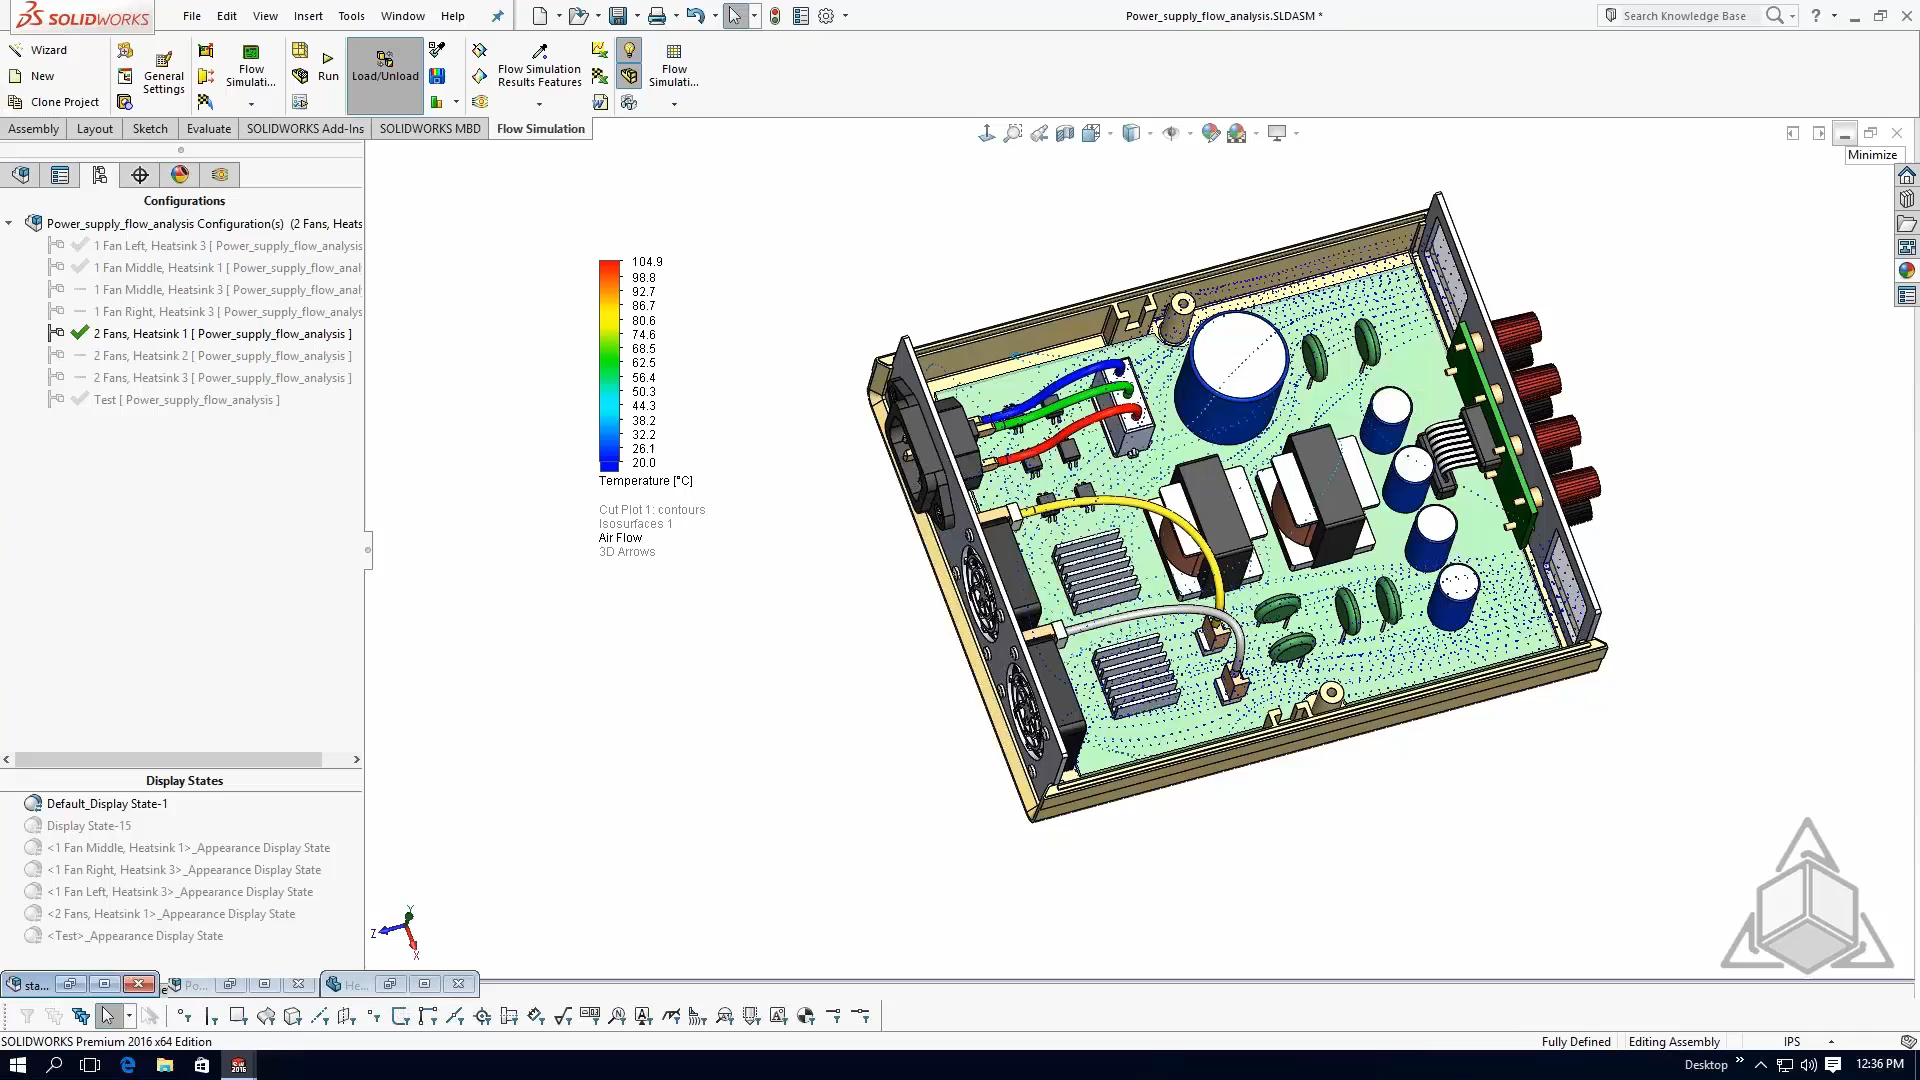 SOLIDWORKS
File Edit View Insert Tools Window Help
Power_supply_flow_analysis.SLDASM *
Search Knowledge Base
Wizard
New
Clone Project
General Settings
Flow Simulati...
Run
Load/Unload
Flow Simulation Results Features
Flow Simulati...
Assembly Layout Sketch Evaluate SOLIDWORKS Add-Ins SOLIDWORKS MBD Flow Simulation
Minimize
Configurations
Power_supply_flow_analysis Configuration(s) (2 Fans, Heats
1 Fan Left, Heatsink 3 [ Power_supply_flow_analysis
1 Fan Middle, Heatsink 1 [ Power_supply_flow_anal
1 Fan Middle, Heatsink 3 [ Power_supply_flow_anal
1 Fan Right, Heatsink 3 [ Power_supply_flow_analys
2 Fans, Heatsink 1 [ Power_supply_flow_analysis ]
2 Fans, Heatsink 2 [ Power_supply_flow_analysis ]
2 Fans, Heatsink 3 [ Power_supply_flow_analysis ]
Test [ Power_supply_flow_analysis ]
104.9
98.8
92.7
86.7
80.6
74.6
68.5
62.5
56.4
50.3
44.3
38.2
32.2
26.1
20.0
Temperature [°C]
Cut Plot 1: contours
Isosurfaces 1
Air Flow
3D Arrows
Display States
Default_Display State-1
Display State-15
<1 Fan Middle, Heatsink 1>_Appearance Display State
<1 Fan Right, Heatsink 3>_Appearance Display State
<1 Fan Left, Heatsink 3>_Appearance Display State
<2 Fans, Heatsink 1>_Appearance Display State
<Test>_Appearance Display State
Y
Z
X
sta... Po... He...
SOLIDWORKS Premium 2016 x64 Edition
Fully Defined Editing Assembly IPS
Desktop
12:36 PM